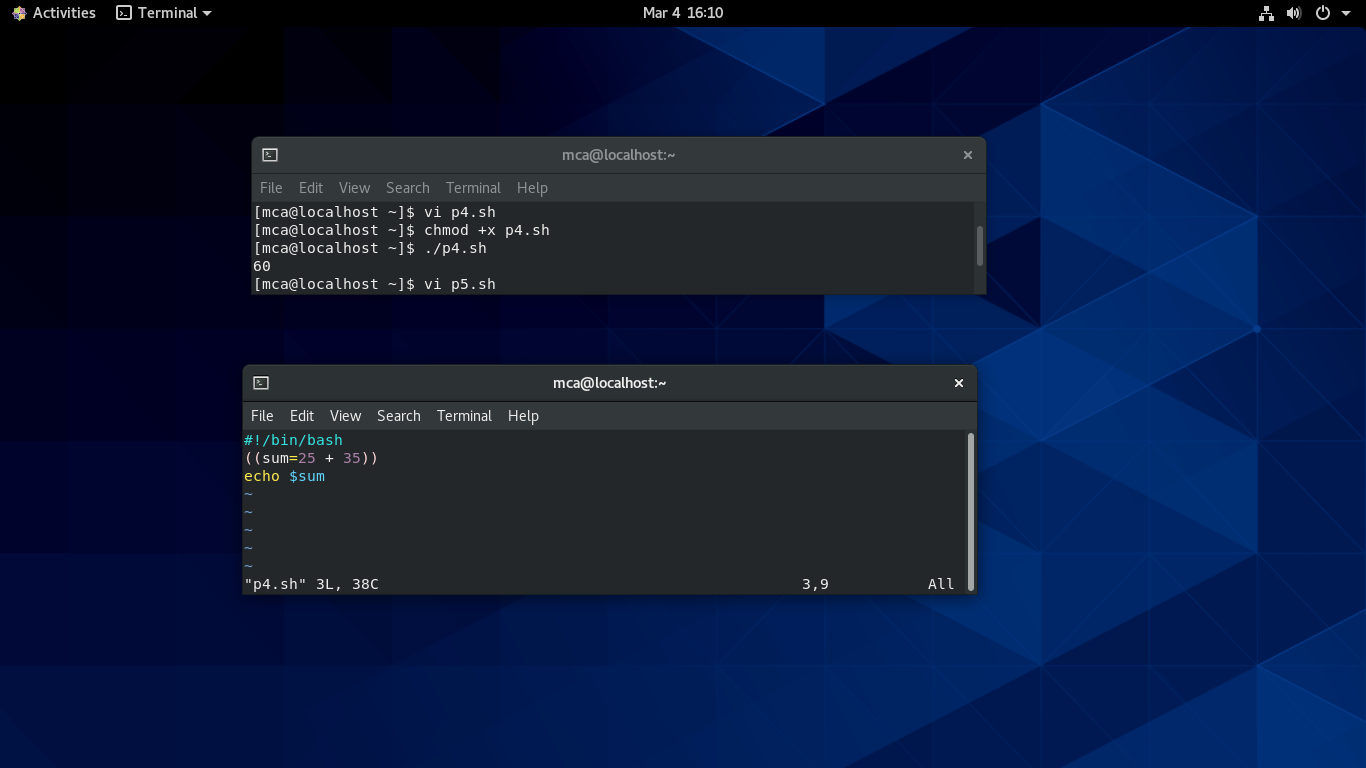 Activities Terminal Mar 4 16:10
mca@localhost:~
File Edit View Search Terminal Help
[mca@localhost ~]$ vi p4.sh
[mca@localhost ~]$ chmod +x p4.sh
[mca@localhost ~]$ ./p4.sh
60
[mca@localhost ~]$ vi p5.sh
mca@localhost:~
File Edit View Search Terminal Help
#!/bin/bash
((sum=25 + 35))
echo $sum
~
~
~
~
~
"p4.sh" 3L, 38C 3,9 All